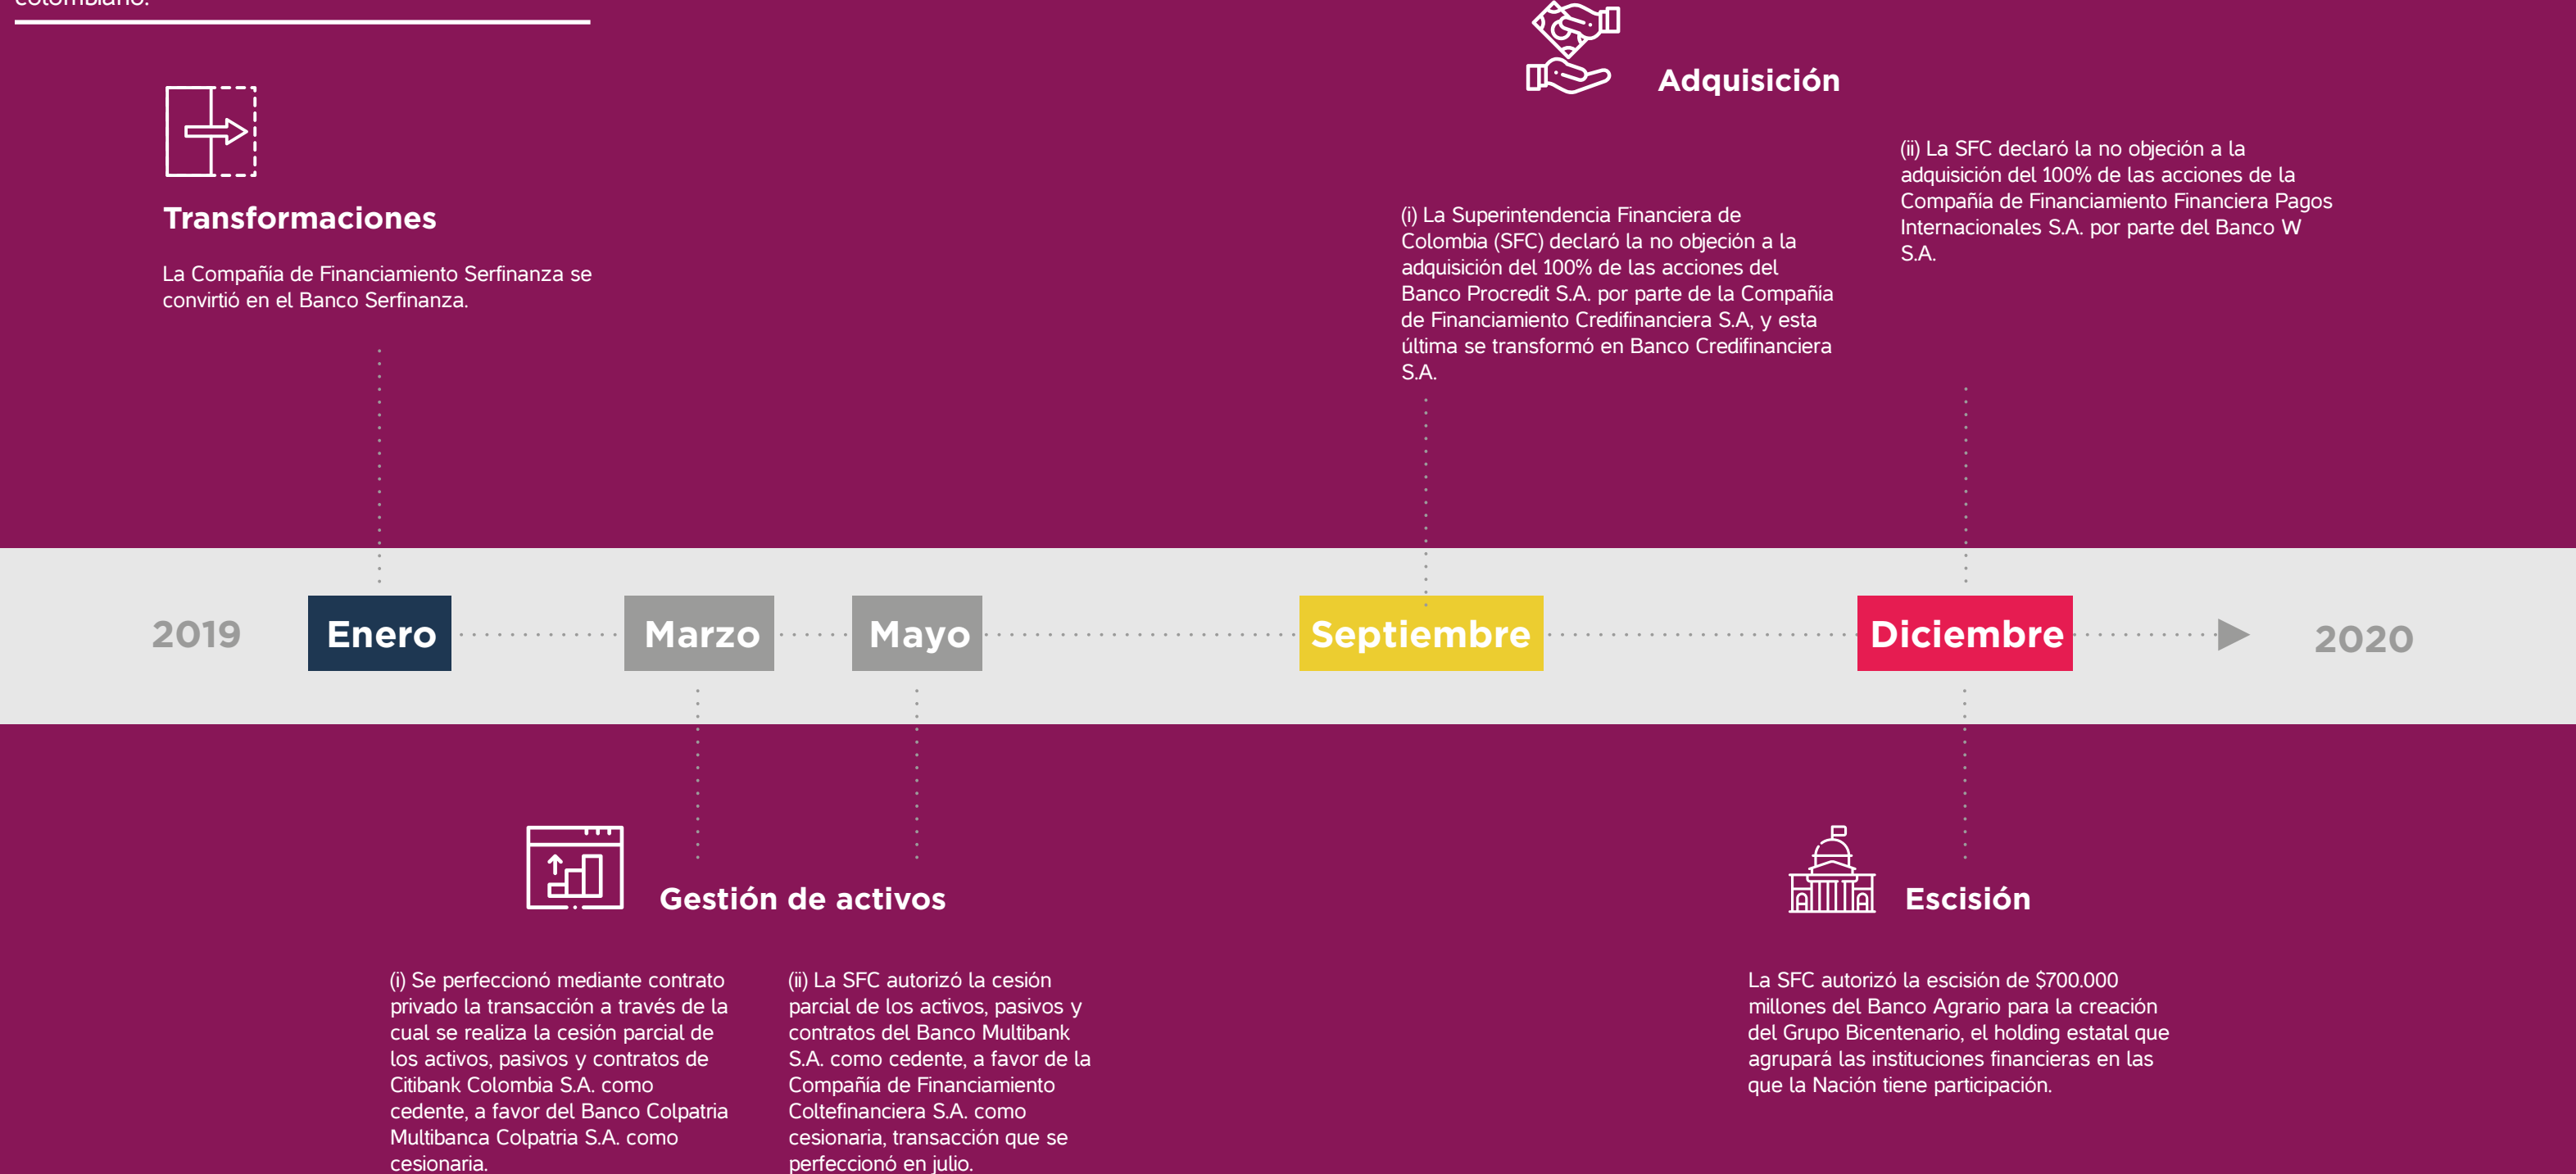 colombiano.
Transformaciones
La Compañía de Financiamiento Serfinanza se
convirtió en el Banco Serfinanza.
Adquisición
(i) La Superintendencia Financiera de
Colombia (SFC) declaró la no objeción a la
adquisición del 100% de las acciones del
Banco Procredit S.A. por parte de la Compañía
de Financiamiento Credifinanciera S.A, y esta
última se transformó en Banco Credifinanciera
S.A.
(ii) La SFC declaró la no objeción a la
adquisición del 100% de las acciones de la
Compañía de Financiamiento Financiera Pagos
Internacionales S.A. por parte del Banco W
S.A.
2019
Enero
Marzo
Mayo
Septiembre
Diciembre
2020
Gestión de activos
(i) Se perfeccionó mediante contrato
privado la transacción a través de la
cual se realiza la cesión parcial de
los activos, pasivos y contratos de
Citibank Colombia S.A. como
cedente, a favor del Banco Colpatria
Multibanca Colpatria S.A. como
cesionaria.
(ii) La SFC autorizó la cesión
parcial de los activos, pasivos y
contratos del Banco Multibank
S.A. como cedente, a favor de la
Compañía de Financiamiento
Coltefinanciera S.A. como
cesionaria, transacción que se
perfeccionó en julio.
Escisión
La SFC autorizó la escisión de $700.000
millones del Banco Agrario para la creación
del Grupo Bicentenario, el holding estatal que
agrupará las instituciones financieras en las
que la Nación tiene participación.